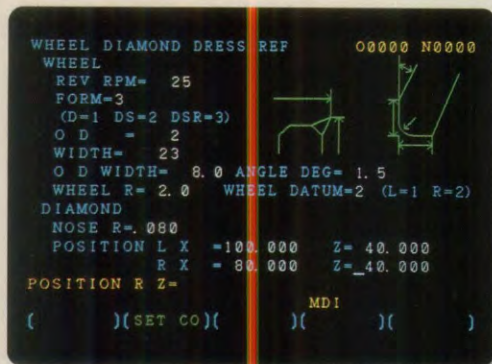 WHEEL DIAMOND DRESS REF O0000 N0000
WHEEL
REV RPM= 25
FORM=3
(D=1 DS=2 DSR=3)
O D = 2
WIDTH= 23
O D WIDTH= 8.0 ANGLE DEG= 1.5
WHEEL R= 2.0 WHEEL DATUM=2 (L=1 R=2)
DIAMOND
NOSE R=.080
POSITION L X =100.000 Z= 40.000
R X = 80.000 Z=_40.000
POSITION R Z=
MDI
( )(SET CO)( )( )( )